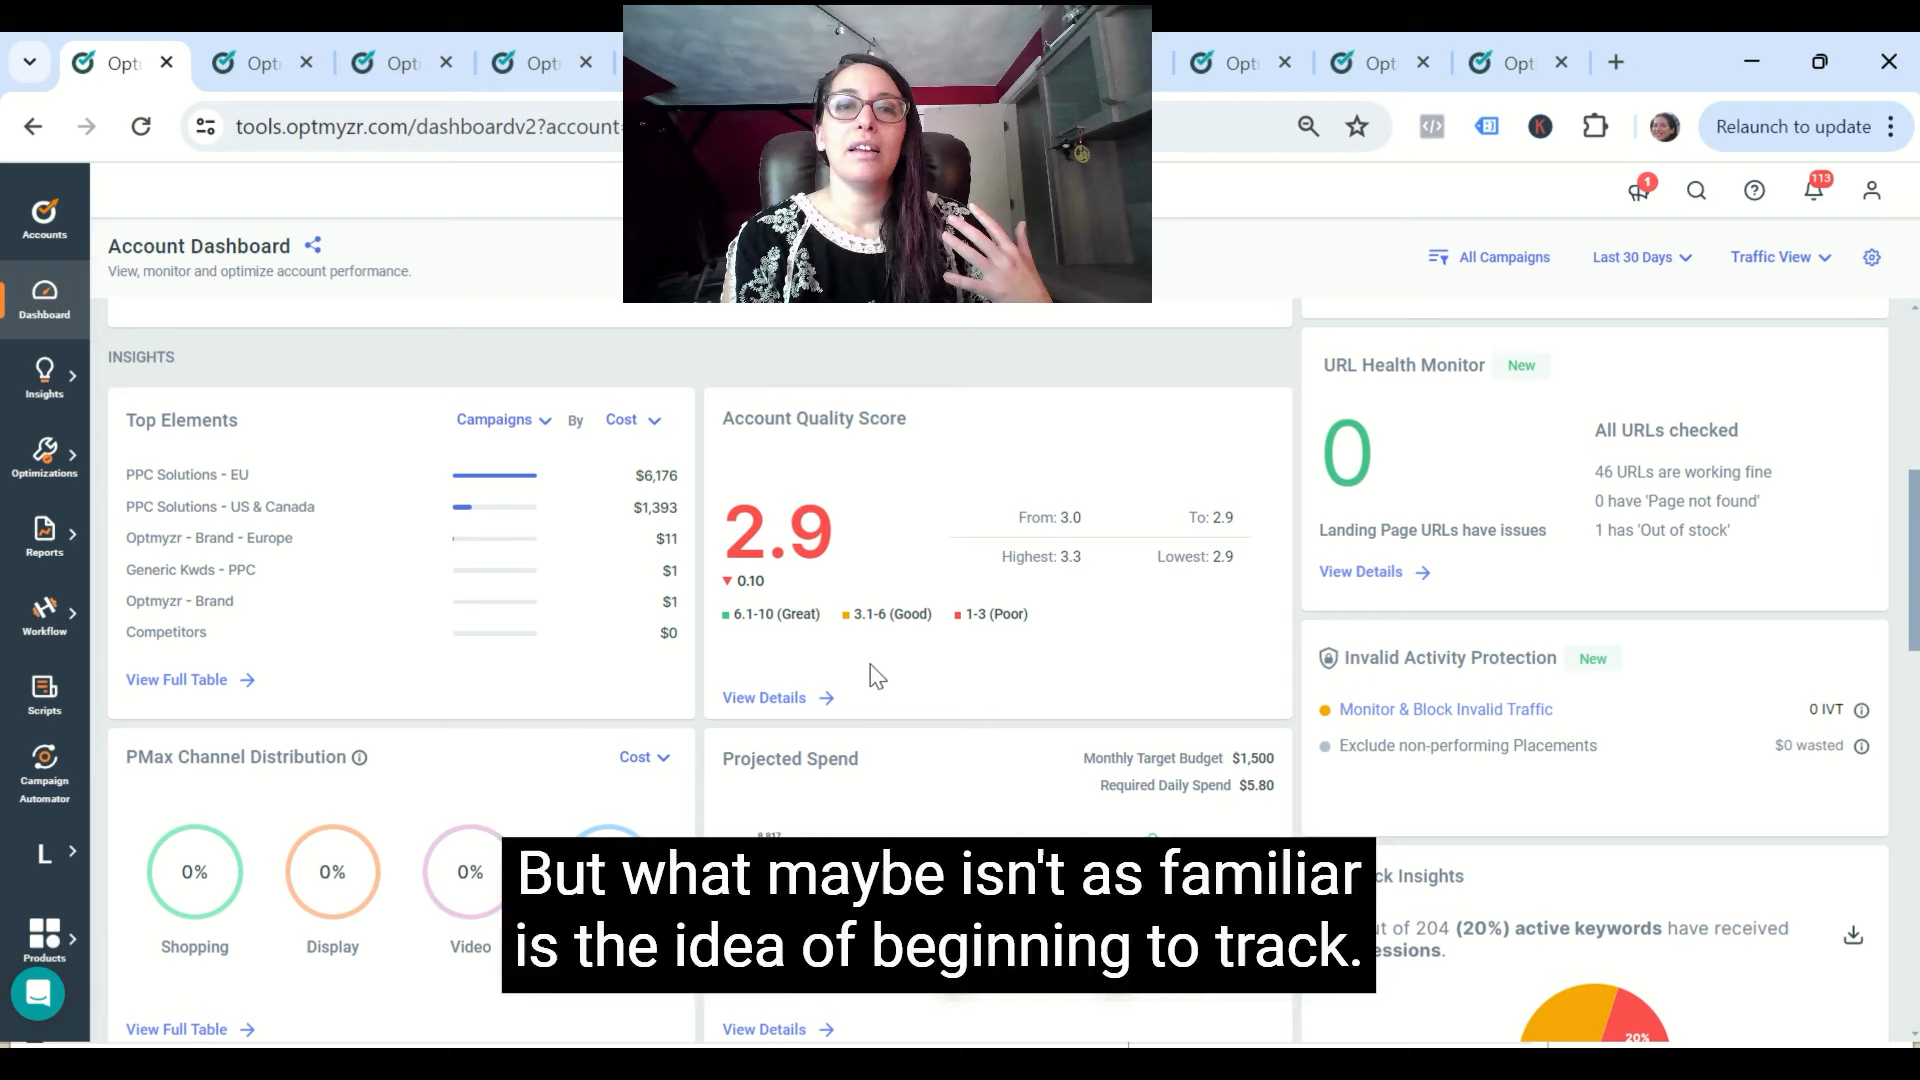 Opt
Opt
Opt
Opt
Opt
Opt
Opt
tools.optmyzr.com/dashboardv2?account
Relaunch to update
Accounts
Dashboard
Insights
Optimizations
Reports
Workflow
Scripts
Campaign
Automator
L
Products
1
113
Account Dashboard
View, monitor and optimize account performance.
All Campaigns
Last 30 Days
Traffic View
INSIGHTS
Top Elements
Campaigns By Cost
PPC Solutions - EU $6,176
PPC Solutions - US & Canada $1,393
Optmyzr - Brand - Europe $11
Generic Kwds - PPC $1
Optmyzr - Brand $1
Competitors $0
View Full Table
Account Quality Score
2.9
0.10
From: 3.0 To: 2.9
Highest: 3.3 Lowest: 2.9
6.1-10 (Great) 3.1-6 (Good) 1-3 (Poor)
View Details
URL Health Monitor New
0
Landing Page URLs have issues
All URLs checked
46 URLs are working fine
0 have 'Page not found'
1 has 'Out of stock'
View Details
Invalid Activity Protection New
Monitor & Block Invalid Traffic 0 IVT
Exclude non-performing Placements $0 wasted
PMax Channel Distribution Cost
0% 0% 0%
Shopping Display Video
View Full Table
Projected Spend
Monthly Target Budget $1,500
Required Daily Spend $5.80
View Details
ck Insights
t of 204 (20%) active keywords have received
essions.
20%
But what maybe isn't as familiar
is the idea of beginning to track.